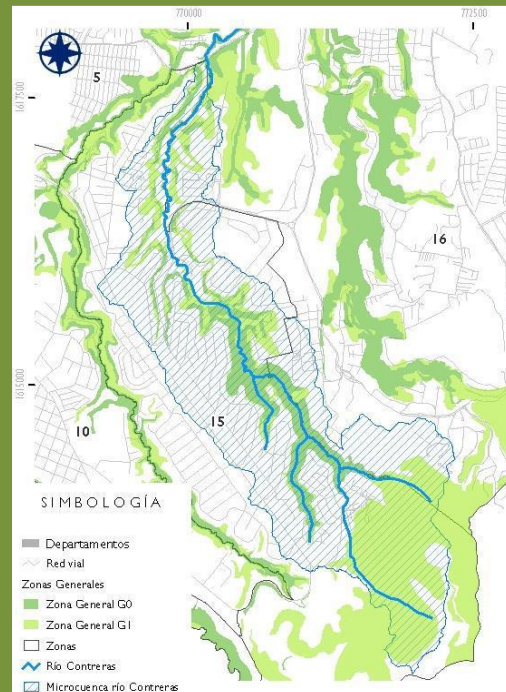 770000
772500
5
1617500
16
1615000
15
10
SIMBOLOGÍA
Departamentos
Red vial
Zonas Generales
Zona General G0
Zona General G1
Zonas
Río Contreras
Microcuenca río Contreras